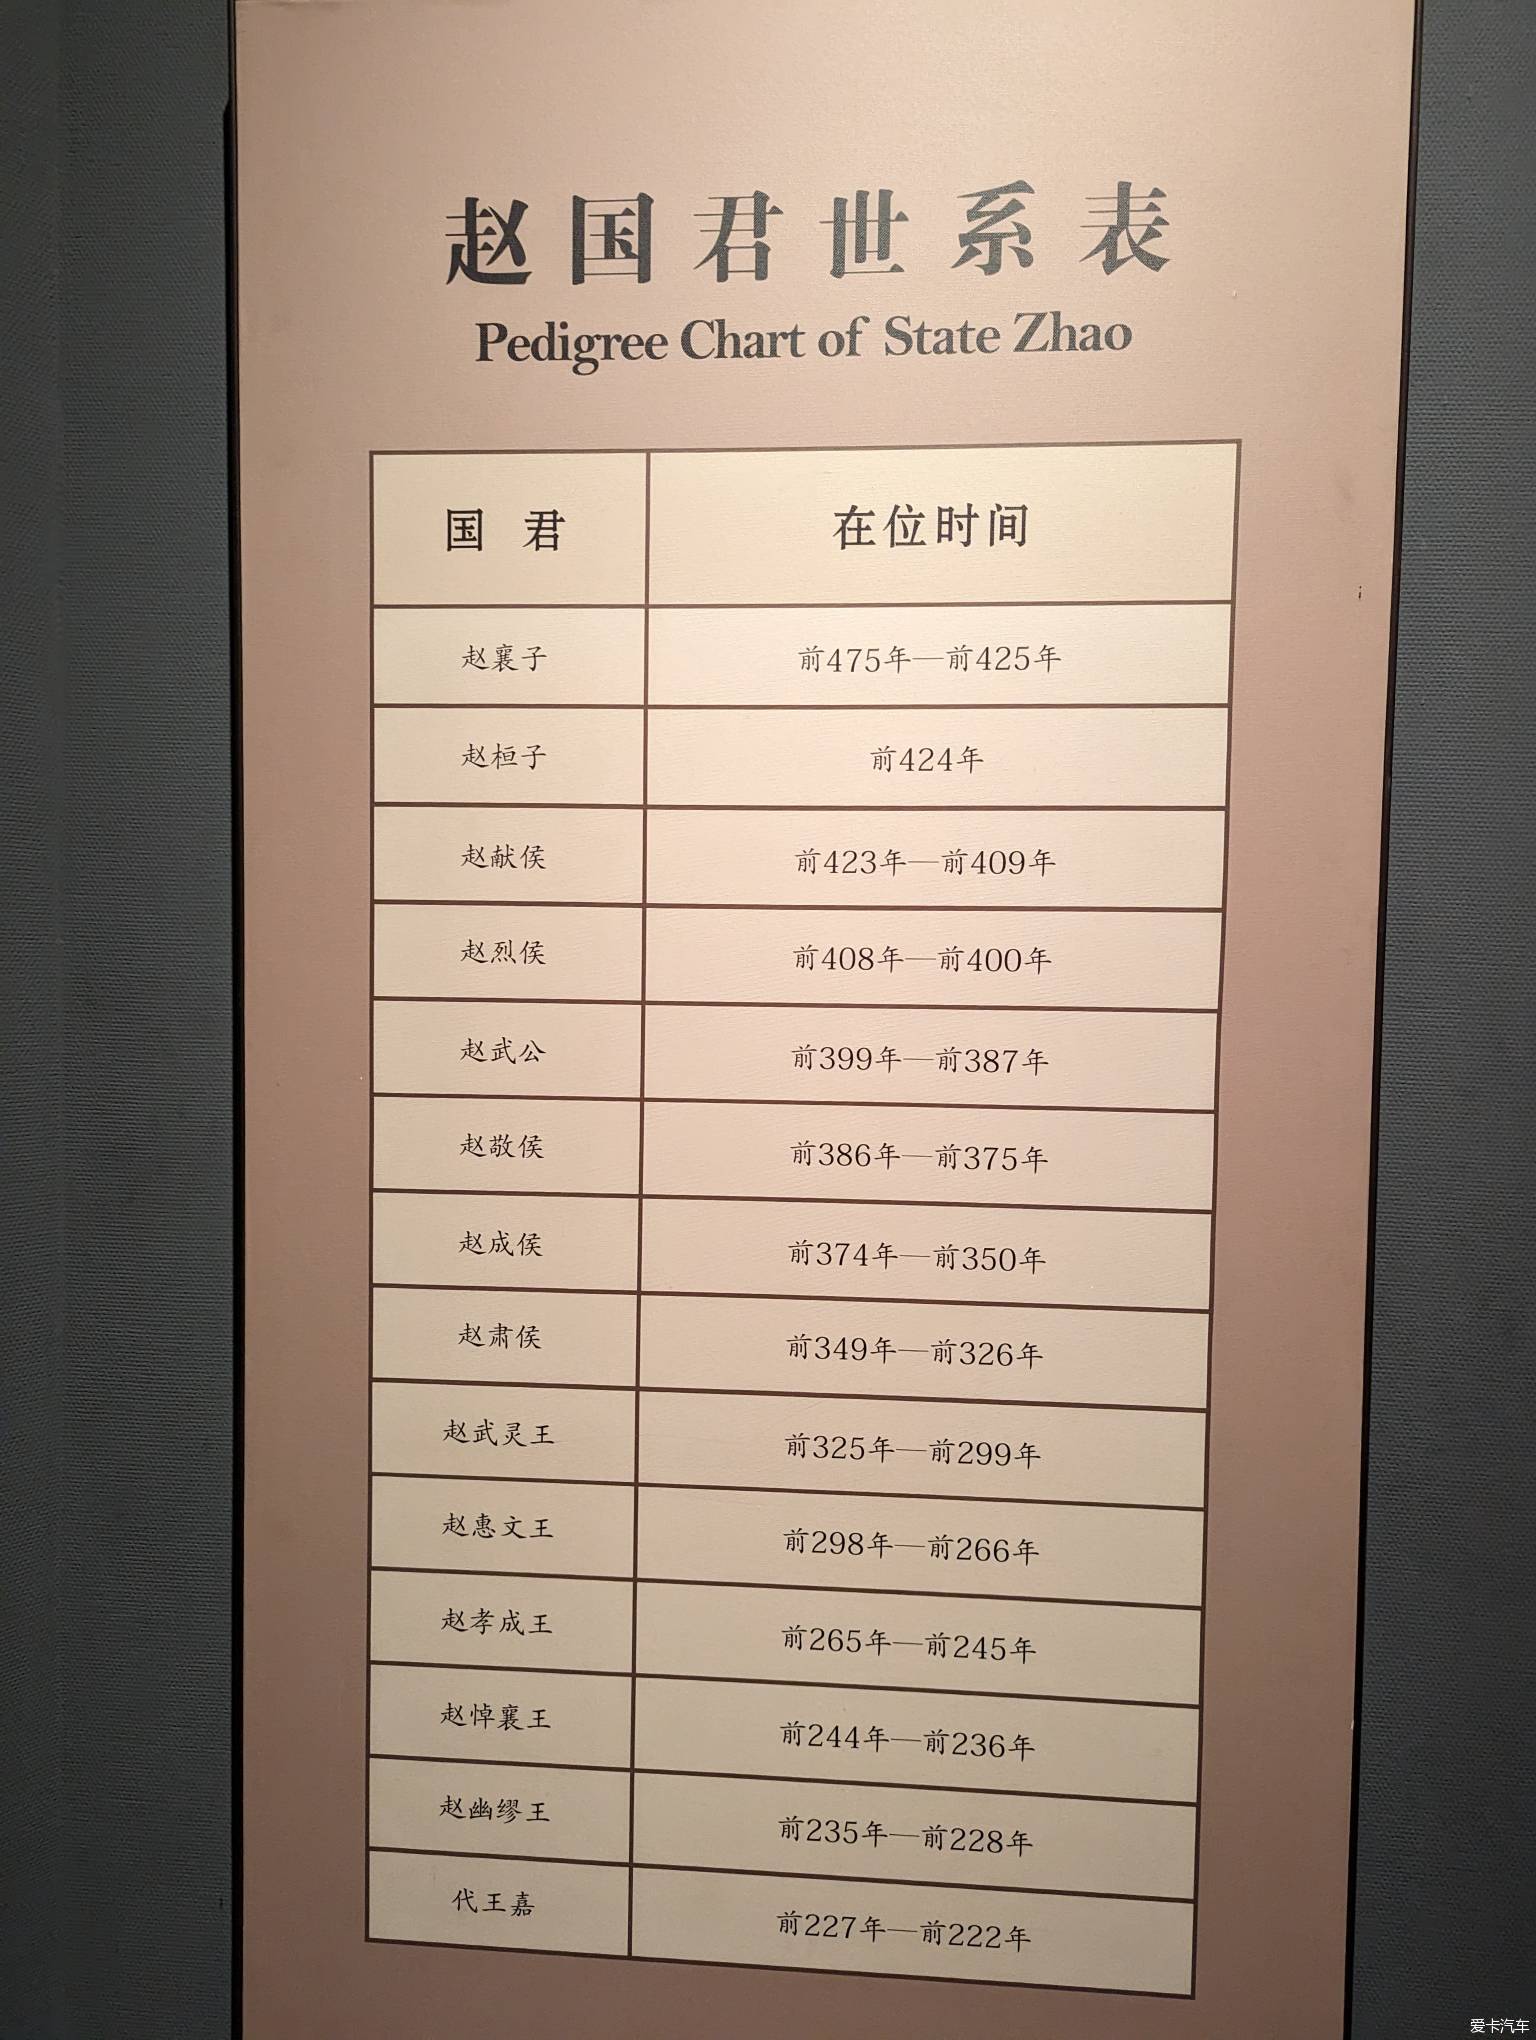 赵国君世系表
Pedigree Chart of State Zhao
国 君 在位时间
赵襄子 前475年—前425年
赵桓子 前424年
赵献侯 前423年—前409年
赵烈侯 前408年—前400年
赵武公 前399年—前387年
赵敬侯 前386年—前375年
赵成侯 前374年—前350年
赵肃侯 前349年—前326年
赵武灵王 前325年—前299年
赵惠文王 前298年—前266年
赵孝成王 前265年—前245年
赵悼襄王 前244年—前236年
赵幽缪王 前235年—前228年
代王嘉 前227年—前222年
爱卡汽车